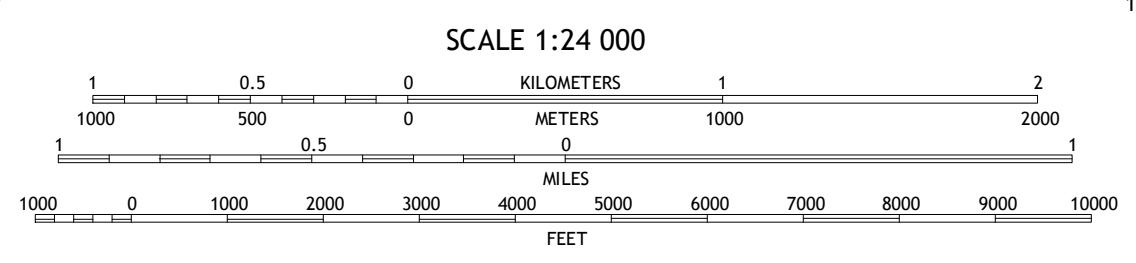 1
SCALE 1:24 000
1 0.5 0 KILOMETERS 1 2
1000 500 0 METERS 1000 2000
1 0.5 0 1
MILES
1000 0 1000 2000 3000 4000 5000 6000 7000 8000 9000 10000
FEET